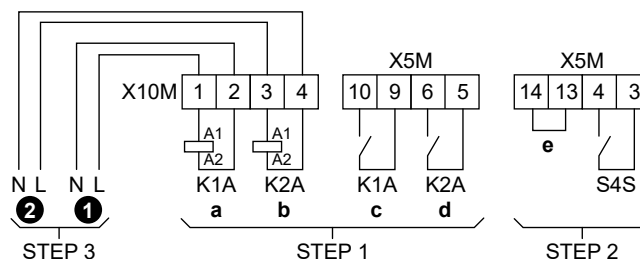 X5M X5M
X10M 1 2 3 4 10 9 6 5 14 13 4 3
A1 A1
A2 A2
e
N L N L K1A K2A K1A K2A S4S
2 1 a b c d
STEP 3 STEP 1 STEP 2